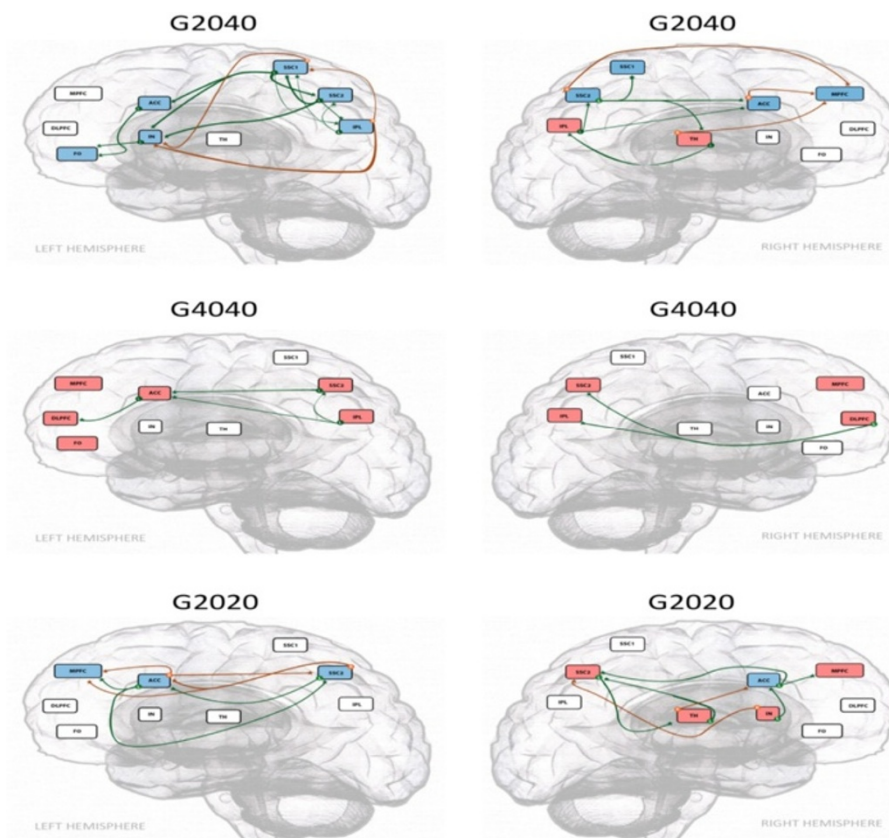 G2040
G2040
SSC1
SSC1
MPFC
ACC
SSC2
SSC2
ACC
MPFC
DLPFC
IN
TH
IPL
IPL
TH
IN
DLPFC
FO
FO
LEFT HEMISPHERE
RIGHT HEMISPHERE
G4040
G4040
SSC1
SSC1
MPFC
ACC
SSC2
SSC2
ACC
MPFC
DLPFC
IN
TH
IPL
IPL
TH
IN
DLPFC
FO
FO
LEFT HEMISPHERE
RIGHT HEMISPHERE
G2020
G2020
SSC1
SSC1
MPFC
ACC
SSC2
SSC2
ACC
MPFC
DLPFC
IN
TH
IPL
IPL
TH
IN
DLPFC
FO
FO
LEFT HEMISPHERE
RIGHT HEMISPHERE